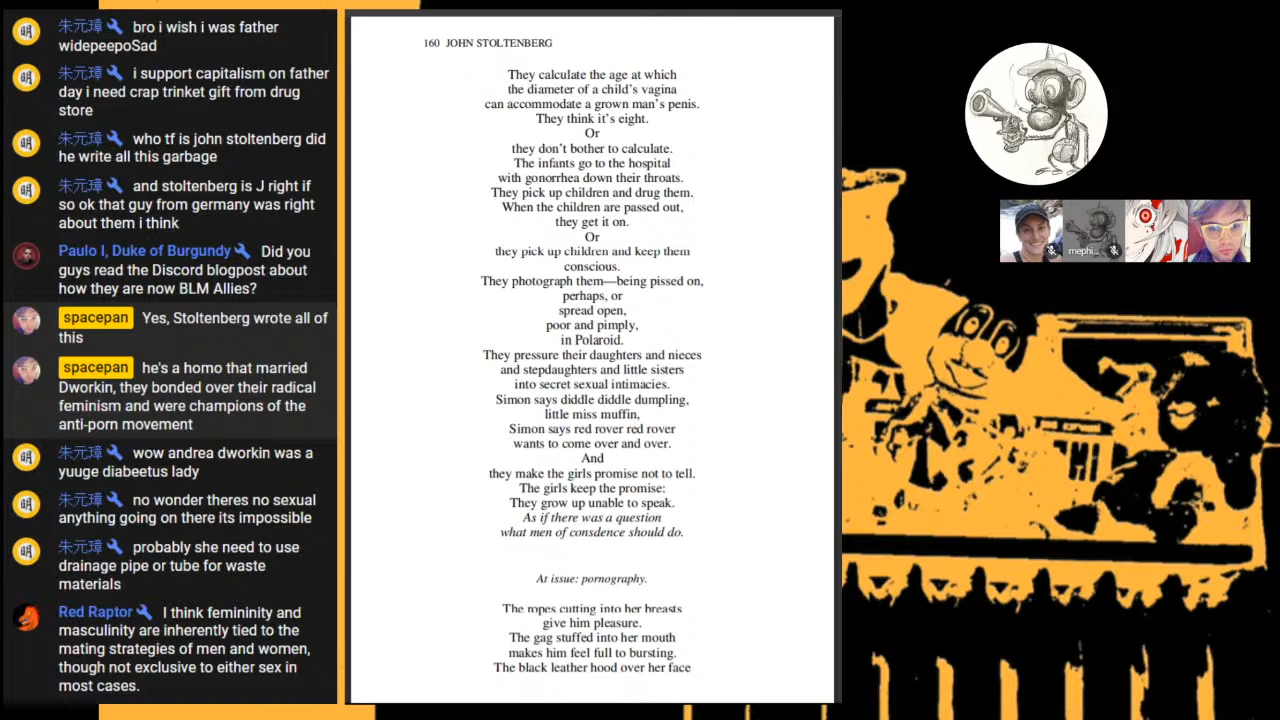 朱元璋 bro i wish i was father
widepeepoSad
朱元璋 i support capitalism on father
day i need crap trinket gift from drug
store
朱元璋 who tf is john stoltenberg did
he write all this garbage
朱元璋 and stoltenberg is J right if
so ok that guy from germany was right
about them i think
Paulo I, Duke of Burgundy Did you
guys read the Discord blogpost about
how they are now BLM Allies?
spacepan Yes, Stoltenberg wrote all of
this
spacepan he's a homo that married
Dworkin, they bonded over their radical
feminism and were champions of the
anti-porn movement
朱元璋 wow andrea dworkin was a
yuuge diabeetus lady
朱元璋 no wonder theres no sexual
anything going on there its impossible
朱元璋 probably she need to use
drainage pipe or tube for waste
materials
Red Raptor I think femininity and
masculinity are inherently tied to the
mating strategies of men and women,
though not exclusive to either sex in
most cases.
160 JOHN STOLTENBERG
They calculate the age at which
the diameter of a child's vagina
can accommodate a grown man's penis.
They think it's eight.
Or
they don't bother to calculate.
The infants go to the hospital
with gonorrhea down their throats.
They pick up children and drug them.
When the children are passed out,
they get it on.
Or
they pick up children and keep them
conscious.
They photograph them—being pissed on,
perhaps, or
spread open,
poor and pimply,
in Polaroid.
They pressure their daughters and nieces
and stepdaughters and little sisters
into secret sexual intimacies.
Simon says diddle diddle dumpling,
little miss muffin,
Simon says red rover red rover
wants to come over and over.
And
they make the girls promise not to tell.
The girls keep the promise:
They grow up unable to speak.
As if there was a question
what men of consdence should do.
At issue: pornography.
The ropes cutting into her breasts
give him pleasure.
The gag stuffed into her mouth
makes him feel full to bursting.
The black leather hood over her face
mephi...